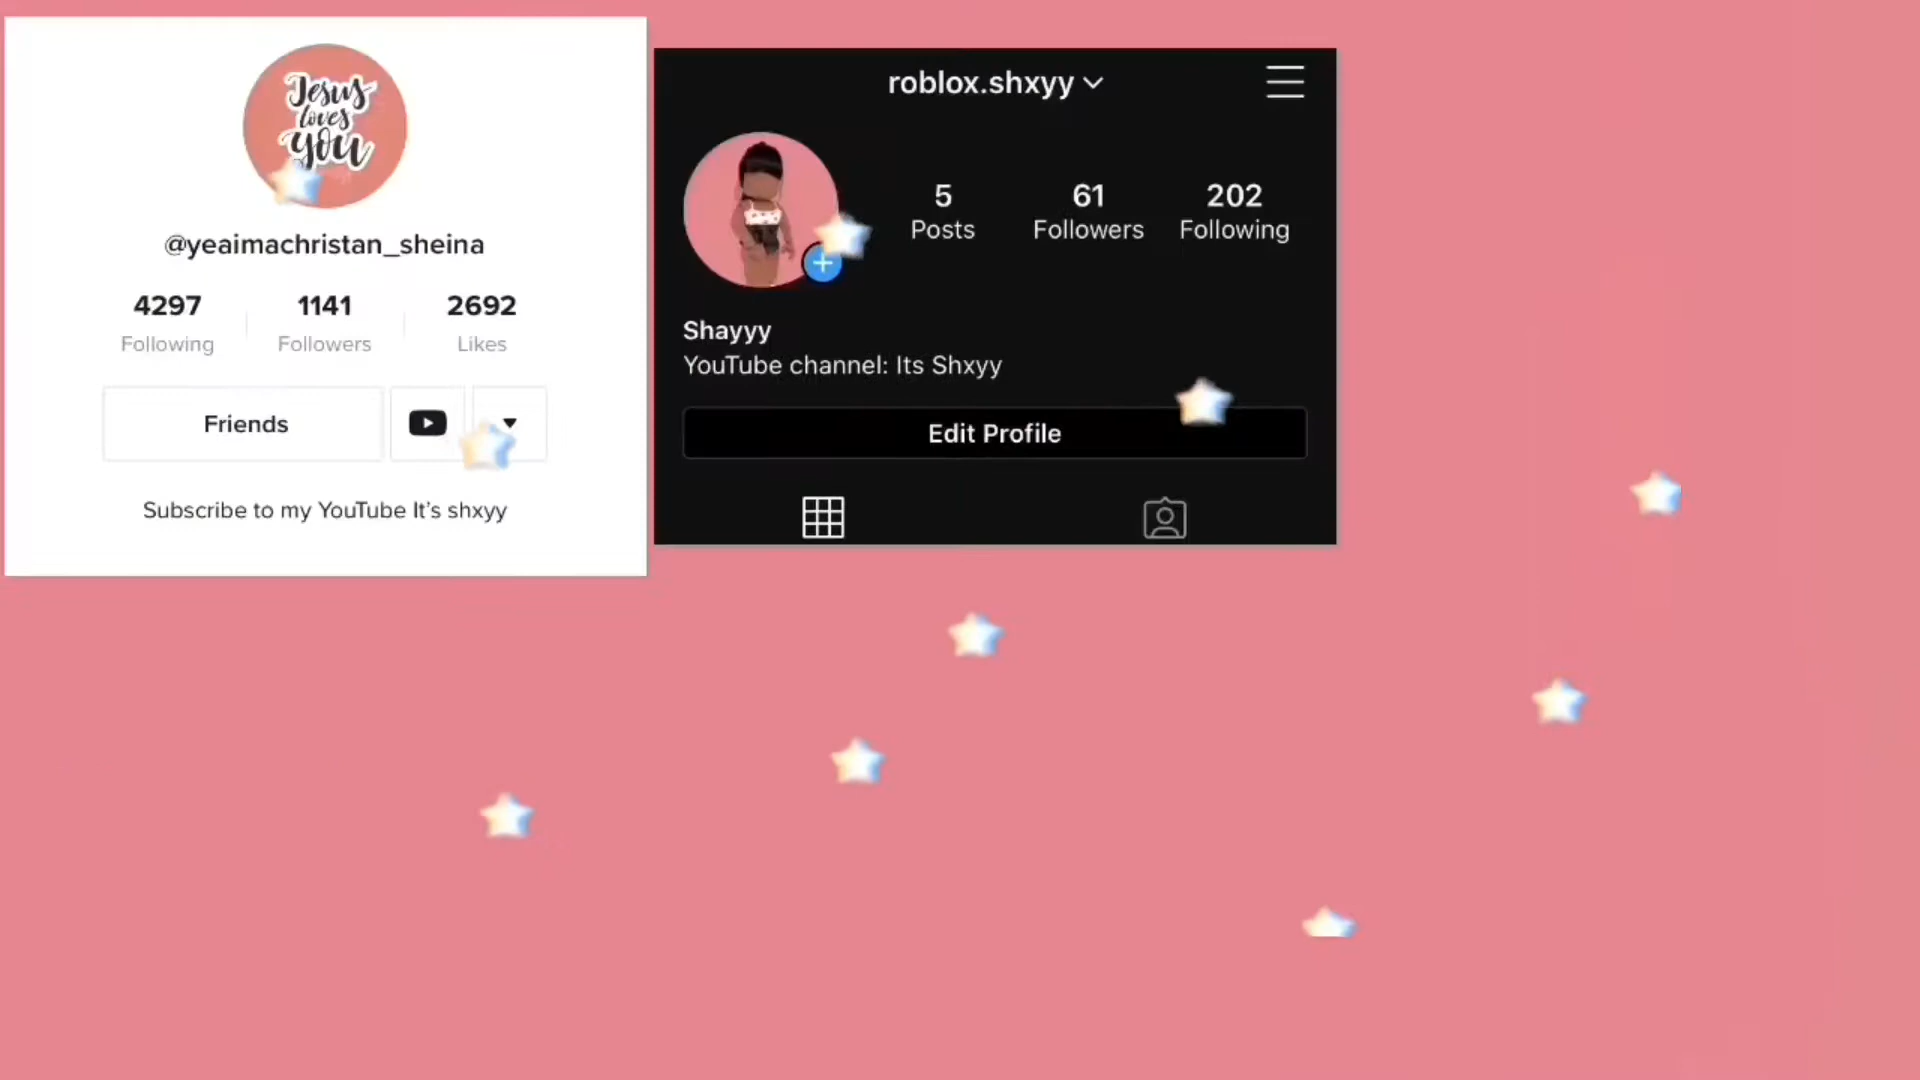 Jesus
loves
you
@yeaimachristan_sheina
4297
1141
2692
Following
Followers
Likes
Friends
Subscribe to my YouTube It’s shxyy
roblox.shxyy
5
61
202
Posts
Followers
Following
Shayyy
YouTube channel: Its Shxyy
Edit Profile